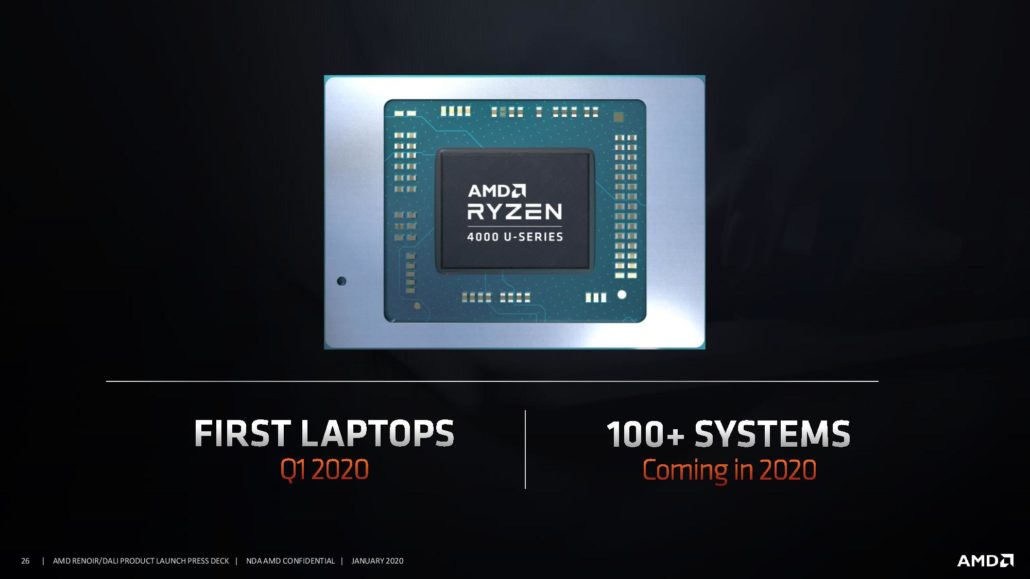 AMD
RYZEN
4000 U-SERIES
FIRST LAPTOPS
Q1 2020
100+ SYSTEMS
Coming in 2020
26 | AMD RENOIR/DALI PRODUCT LAUNCH PRESS DECK | NDA AMD CONFIDENTIAL | JANUARY 2020
AMD